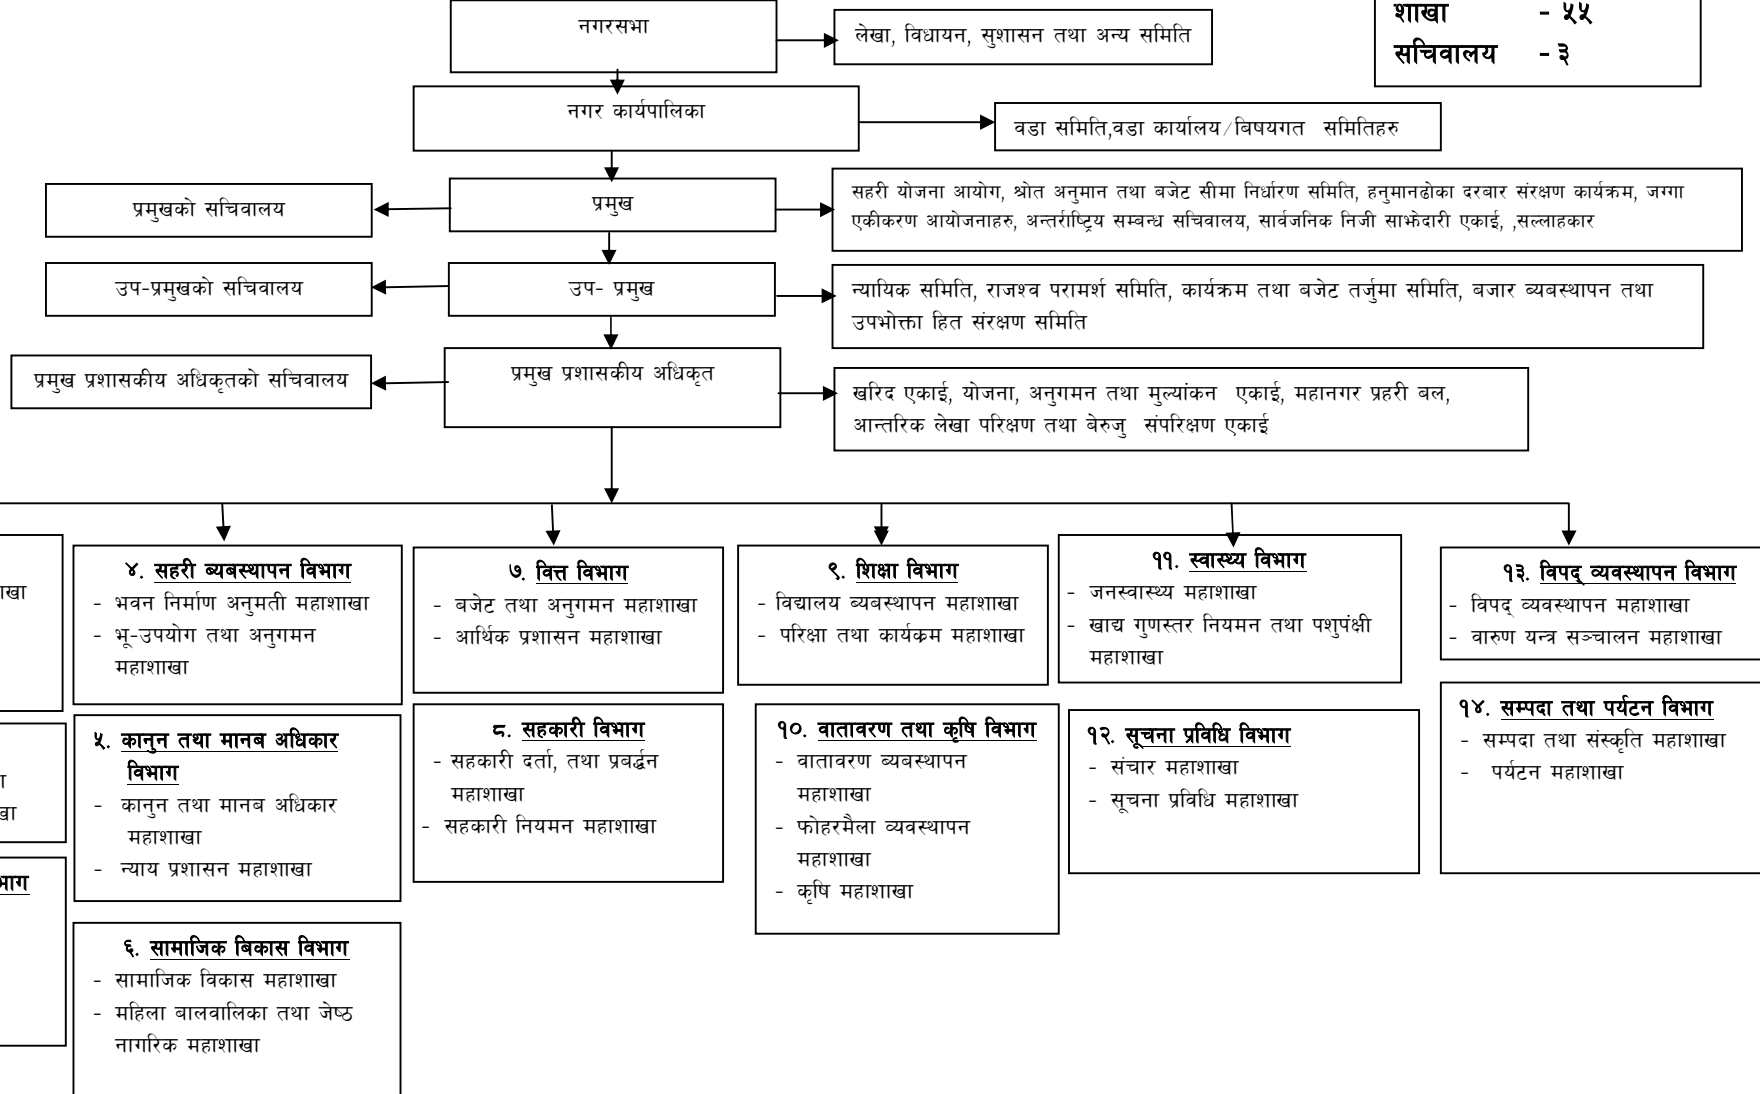 नगरसभा
लेखा, विधायन, सुशासन तथा अन्य समिति
शाखा - ५५
सचिवालय - ३
नगर कार्यपालिका
वडा समिति,वडा कार्यालय/बिषयगत समितिहरु
प्रमुखको सचिवालय
प्रमुख
सहरी योजना आयोग, श्रोत अनुमान तथा बजेट सीमा निर्धारण समिति, हनुमानढोका दरबार संरक्षण कार्यक्रम, जग्गा
एकीकरण आयोजनाहरु, अन्तर्राष्ट्रिय सम्बन्ध सचिवालय, सार्वजनिक निजी साझेदारी एकाई, ,सल्लाहकार
उप-प्रमुखको सचिवालय
उप- प्रमुख
न्यायिक समिति, राजश्व परामर्श समिति, कार्यक्रम तथा बजेट तर्जुमा समिति, बजार ब्यबस्थापन तथा
उपभोक्ता हित संरक्षण समिति
प्रमुख प्रशासकीय अधिकृतको सचिवालय
प्रमुख प्रशासकीय अधिकृत
खरिद एकाई, योजना, अनुगमन तथा मुल्यांकन एकाई, महानगर प्रहरी बल,
आन्तरिक लेखा परिक्षण तथा बेरुजु संपरिक्षण एकाई
४. सहरी ब्यबस्थापन विभाग
- भवन निर्माण अनुमती महाशाखा
- भू-उपयोग तथा अनुगमन
महाशाखा
५. कानुन तथा मानब अधिकार
विभाग
- कानुन तथा मानब अधिकार
महाशाखा
- न्याय प्रशासन महाशाखा
६. सामाजिक बिकास विभाग
- सामाजिक विकास महाशाखा
- महिला बालवालिका तथा जेष्ठ
नागरिक महाशाखा
७. वित्त विभाग
- बजेट तथा अनुगमन महाशाखा
- आर्थिक प्रशासन महाशाखा
८. सहकारी विभाग
- सहकारी दर्ता, तथा प्रबर्द्धन
महाशाखा
- सहकारी नियमन महाशाखा
९. शिक्षा विभाग
- विद्यालय ब्यबस्थापन महाशाखा
- परिक्षा तथा कार्यक्रम महाशाखा
१०. वातावरण तथा कृषि विभाग
- वातावरण ब्यबस्थापन
महाशाखा
- फोहरमैला व्यवस्थापन
महाशाखा
- कृषि महाशाखा
११. स्वास्थ्य विभाग
- जनस्वास्थ्य महाशाखा
- खाद्य गुणस्तर नियमन तथा पशुपंक्षी
महाशाखा
१२. सूचना प्रविधि विभाग
- संचार महाशाखा
- सूचना प्रविधि महाशाखा
१३. विपद् व्यवस्थापन विभाग
- विपद् व्यवस्थापन महाशाखा
- वारुण यन्त्र सञ्चालन महाशाखा
१४. सम्पदा तथा पर्यटन विभाग
- सम्पदा तथा संस्कृति महाशाखा
- पर्यटन महाशाखा